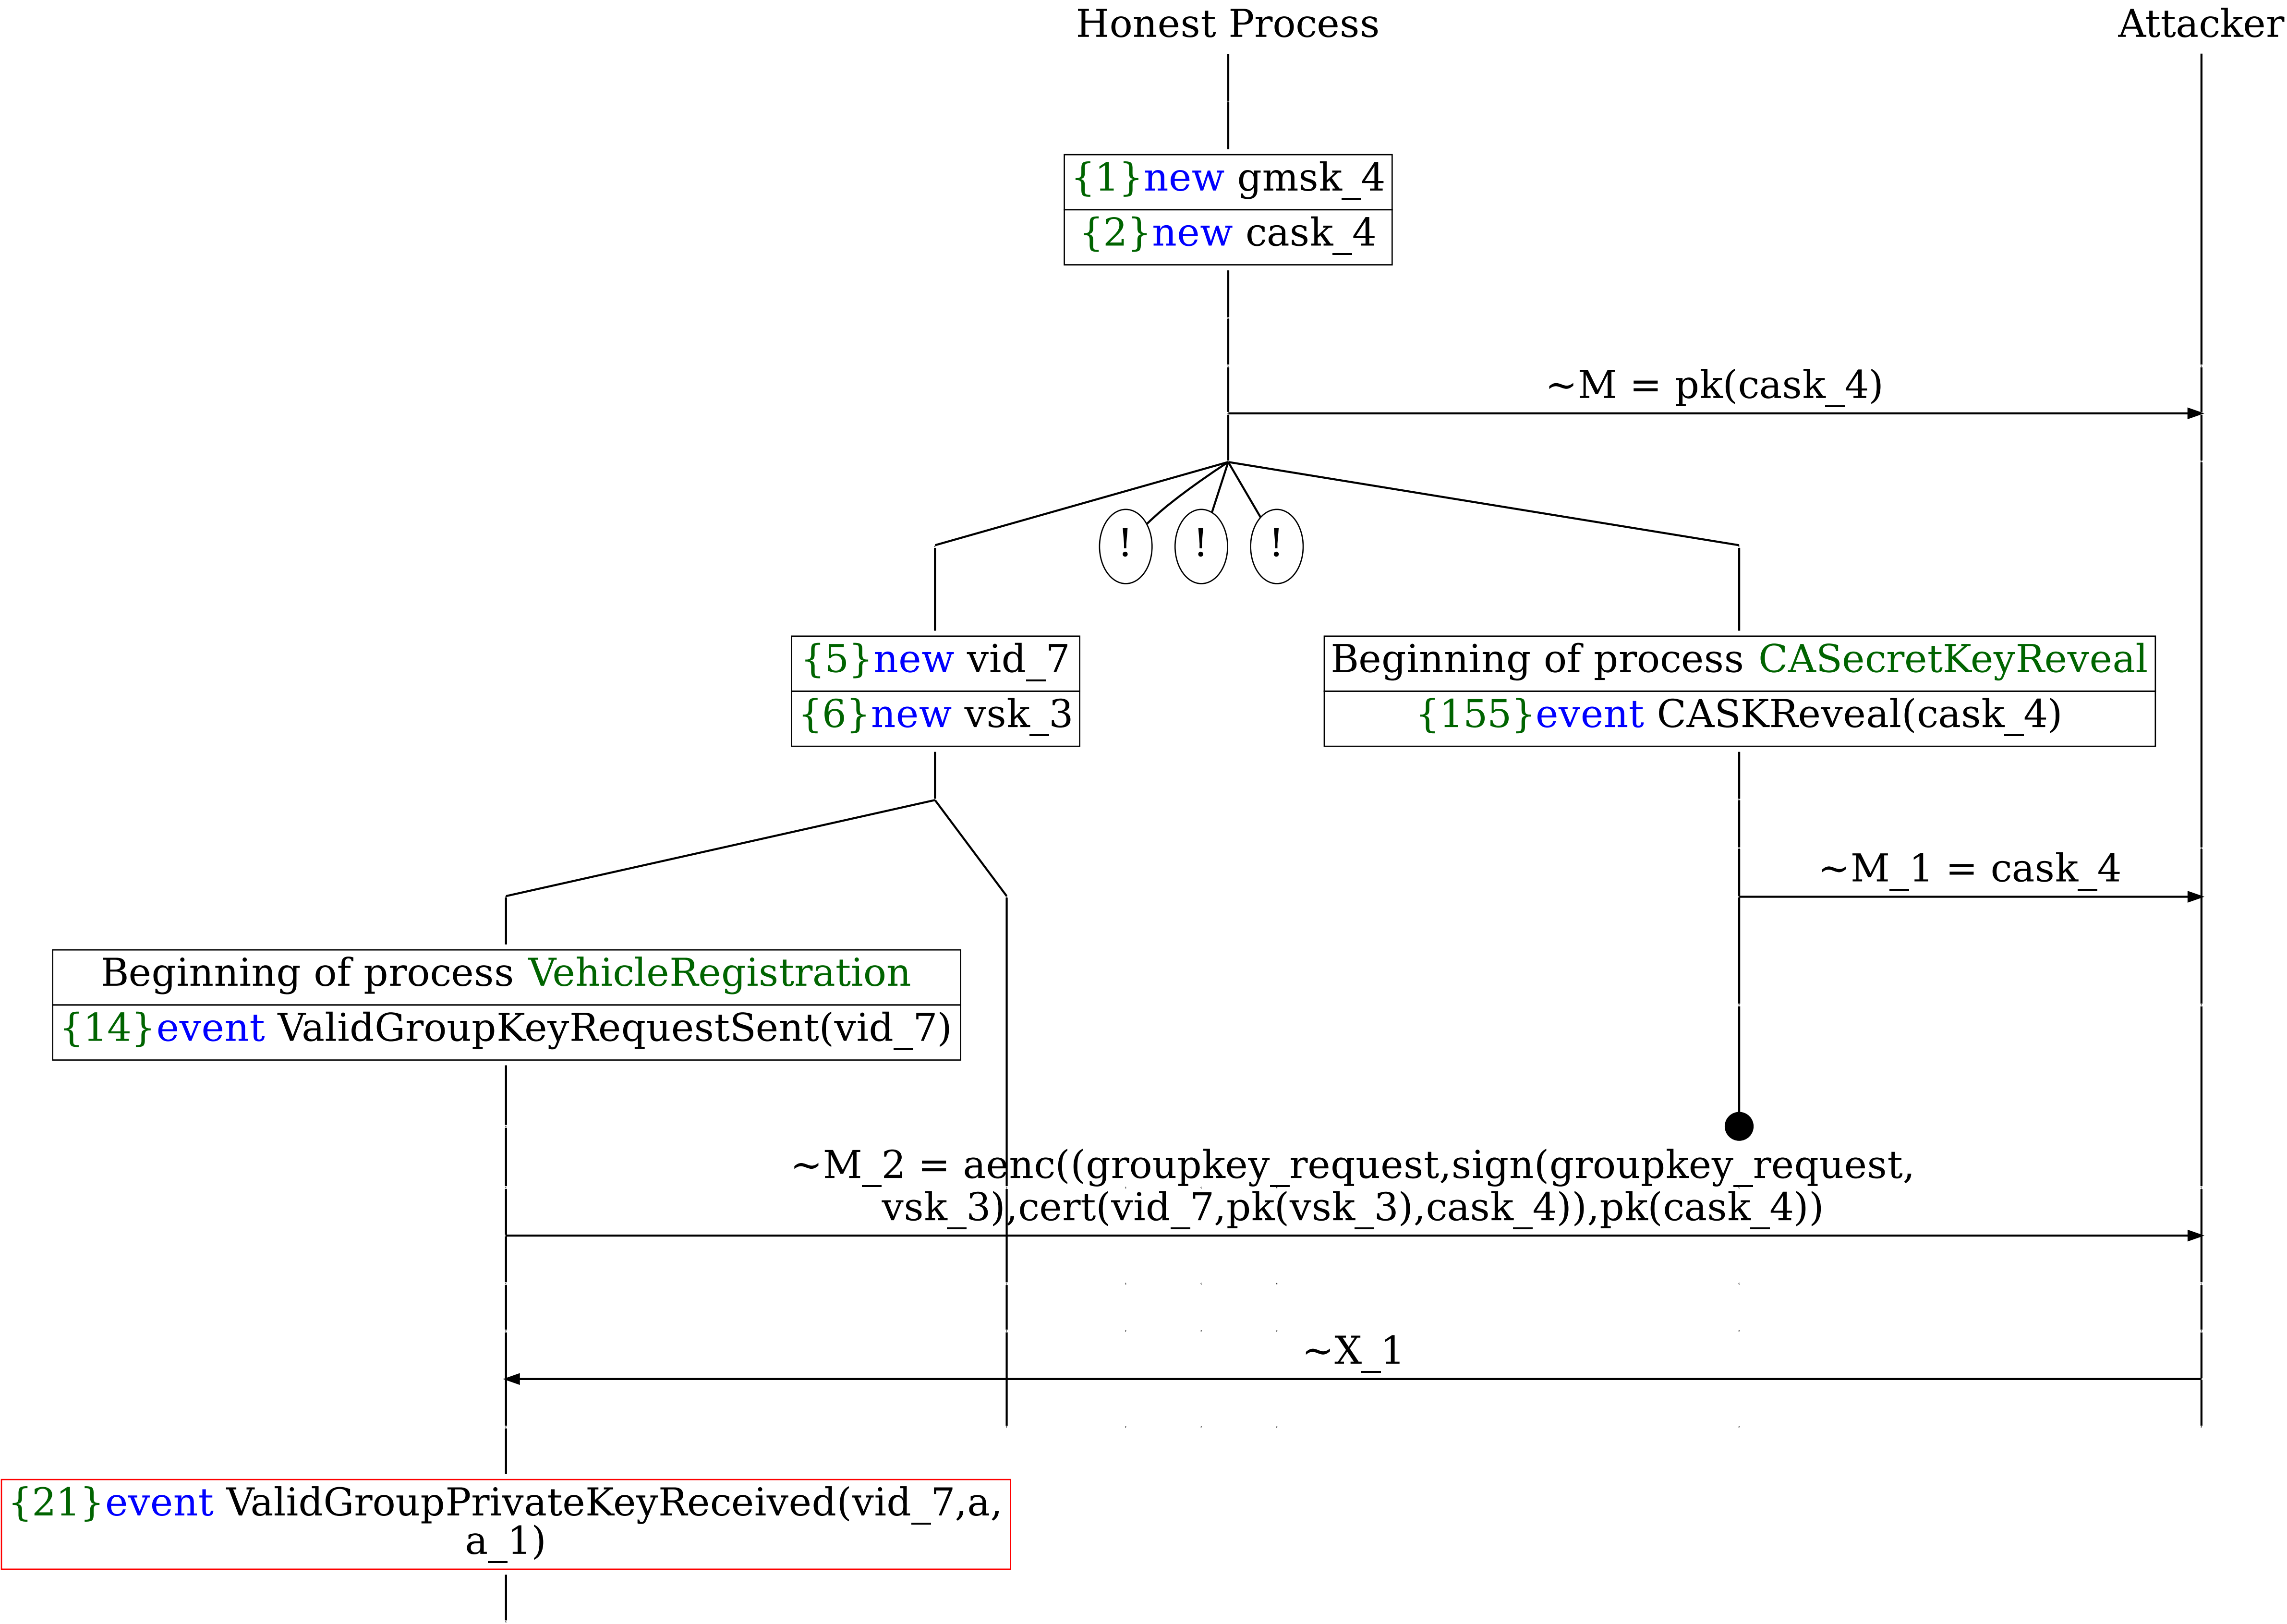 Honest Process
Attacker
{1}new gmsk_4
{2}new cask_4
~M = pk(cask_4)
!
!
!
{5}new vid_7
{6}new vsk_3
Beginning of process CASecretKeyReveal
{155}event CASKReveal(cask_4)
~M_1 = cask_4
Beginning of process VehicleRegistration
{14}event ValidGroupKeyRequestSent(vid_7)
~M_2 = aenc((groupkey_request,sign(groupkey_request,
vsk_3),cert(vid_7,pk(vsk_3),cask_4)),pk(cask_4))
~X_1
{21}event ValidGroupPrivateKeyReceived(vid_7,a,
a_1)